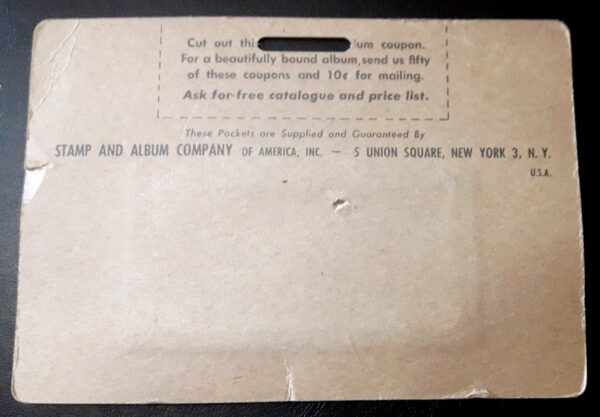 Cut out this ium coupon.
For a beautifully bound album,send us fifty
of these coupons and 10¢ for mailing.
Ask for free catalogue and price list.
These Packets are Supplied and Guaranteed By
STAMP AND ALBUM COMPANY OF AMERICA, INC. — 5 UNION SQUARE, NEW YORK 3, N. Y.
U.S.A.